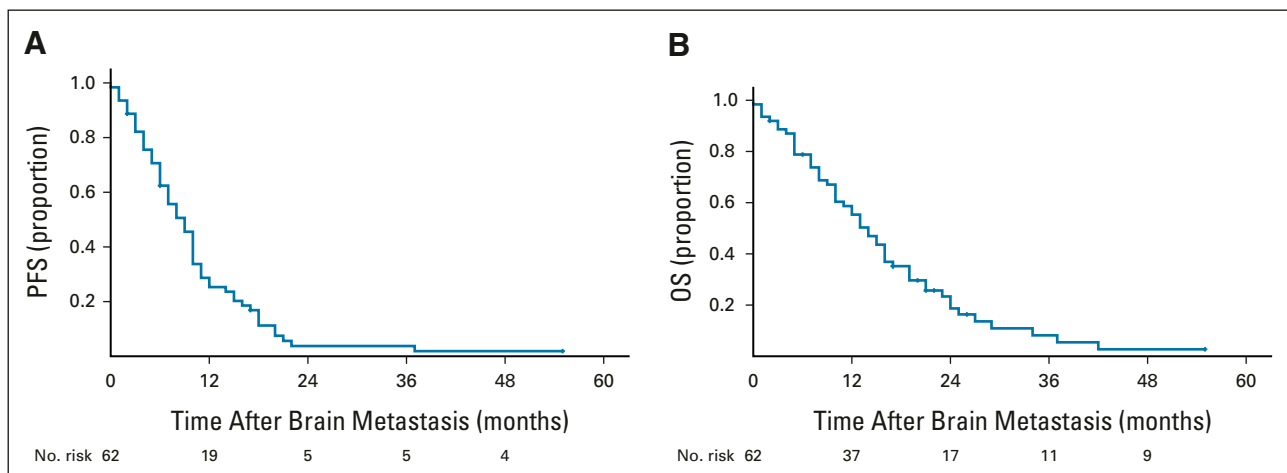 A
PFS (proportion)
1.0
0.8
0.6
0.4
0.2
0 12 24 36 48 60
Time After Brain Metastasis (months)
No. risk 62 19 5 5 4
B
OS (proportion)
1.0
0.8
0.6
0.4
0.2
0 12 24 36 48 60
Time After Brain Metastasis (months)
No. risk 62 37 17 11 9